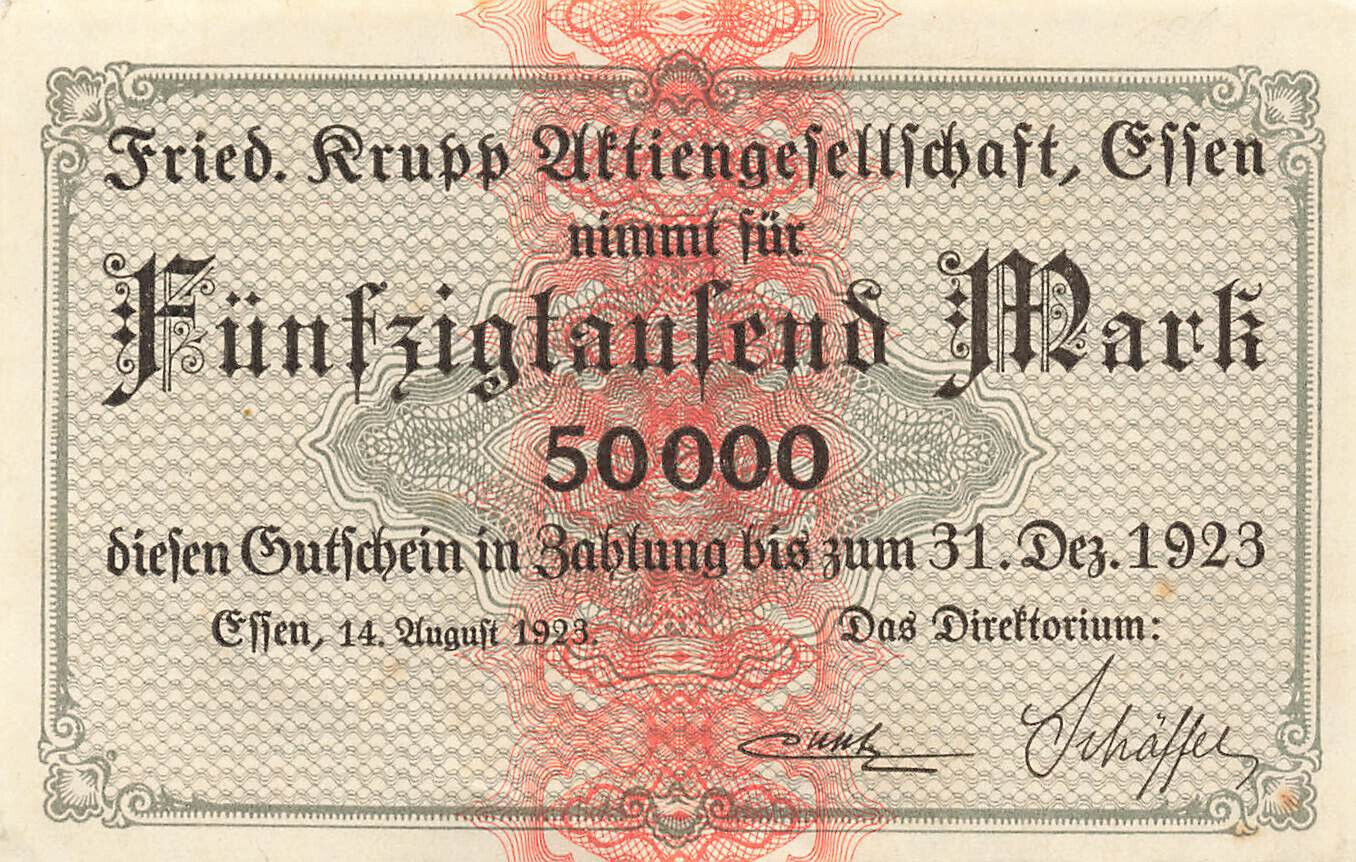 Fried. Krupp Aktiengesellschaft, Essen
nimmt für
Fünfzigtausend Mark
50000
diesen Gutschein in Zahlung bis zum 31. Dez. 1923
Essen, 14. August 1923.
Das Direktorium:
Schäffer